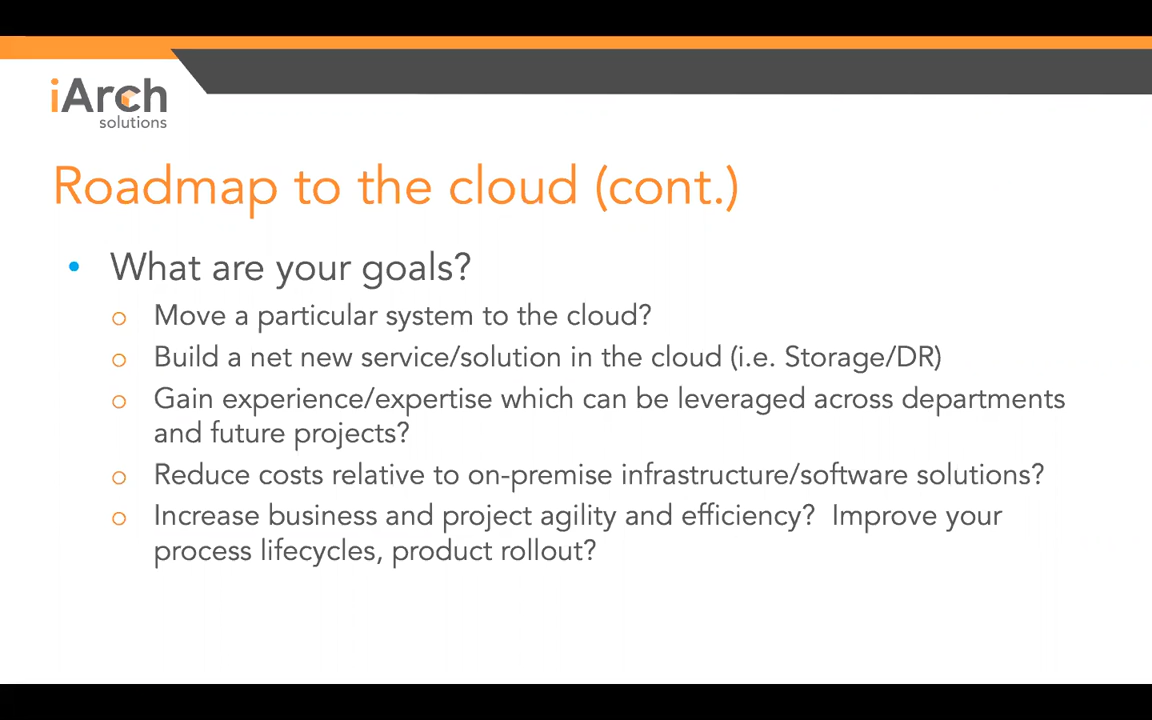 iArch
solutions
Roadmap to the cloud (cont.)
• What are your goals?
o Move a particular system to the cloud?
o Build a net new service/solution in the cloud (i.e. Storage/DR)
o Gain experience/expertise which can be leveraged across departments
and future projects?
o Reduce costs relative to on-premise infrastructure/software solutions?
o Increase business and project agility and efficiency?  Improve your
process lifecycles, product rollout?